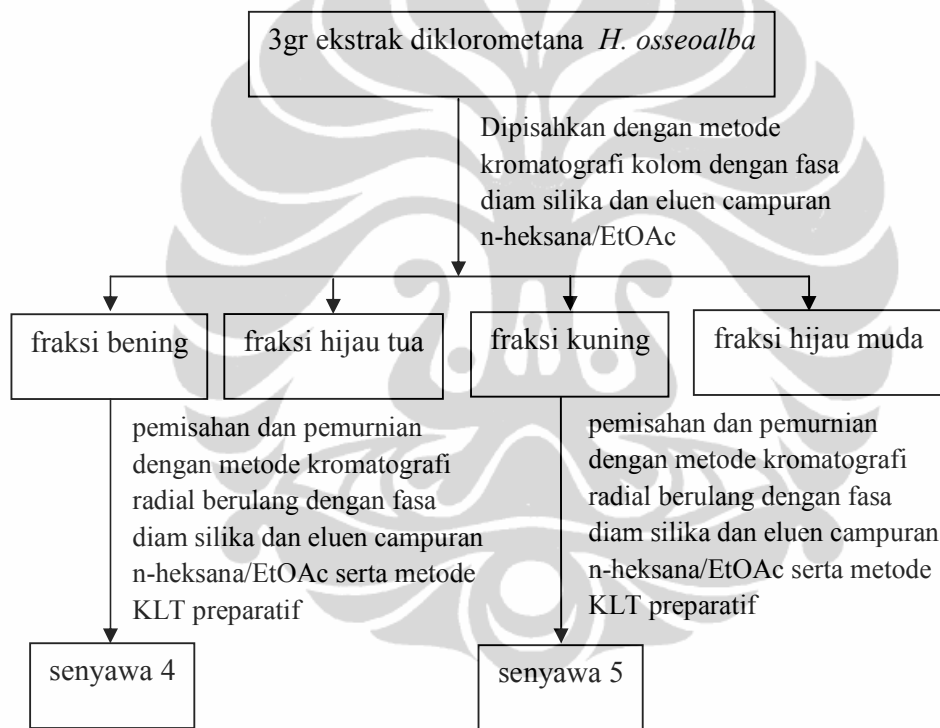 3gr ekstrak diklorometana H. osseoalba
Dipisahkan dengan metode
kromatografi kolom dengan fasa
diam silika dan eluen campuran
n-heksana/EtOAc
fraksi bening
fraksi hijau tua
fraksi kuning
fraksi hijau muda
pemisahan dan pemurnian
dengan metode kromatografi
radial berulang dengan fasa
diam silika dan eluen campuran
n-heksana/EtOAc serta metode
KLT preparatif
pemisahan dan pemurnian
dengan metode kromatografi
radial berulang dengan fasa
diam silika dan eluen campuran
n-heksana/EtOAc serta metode
KLT preparatif
senyawa 4
senyawa 5